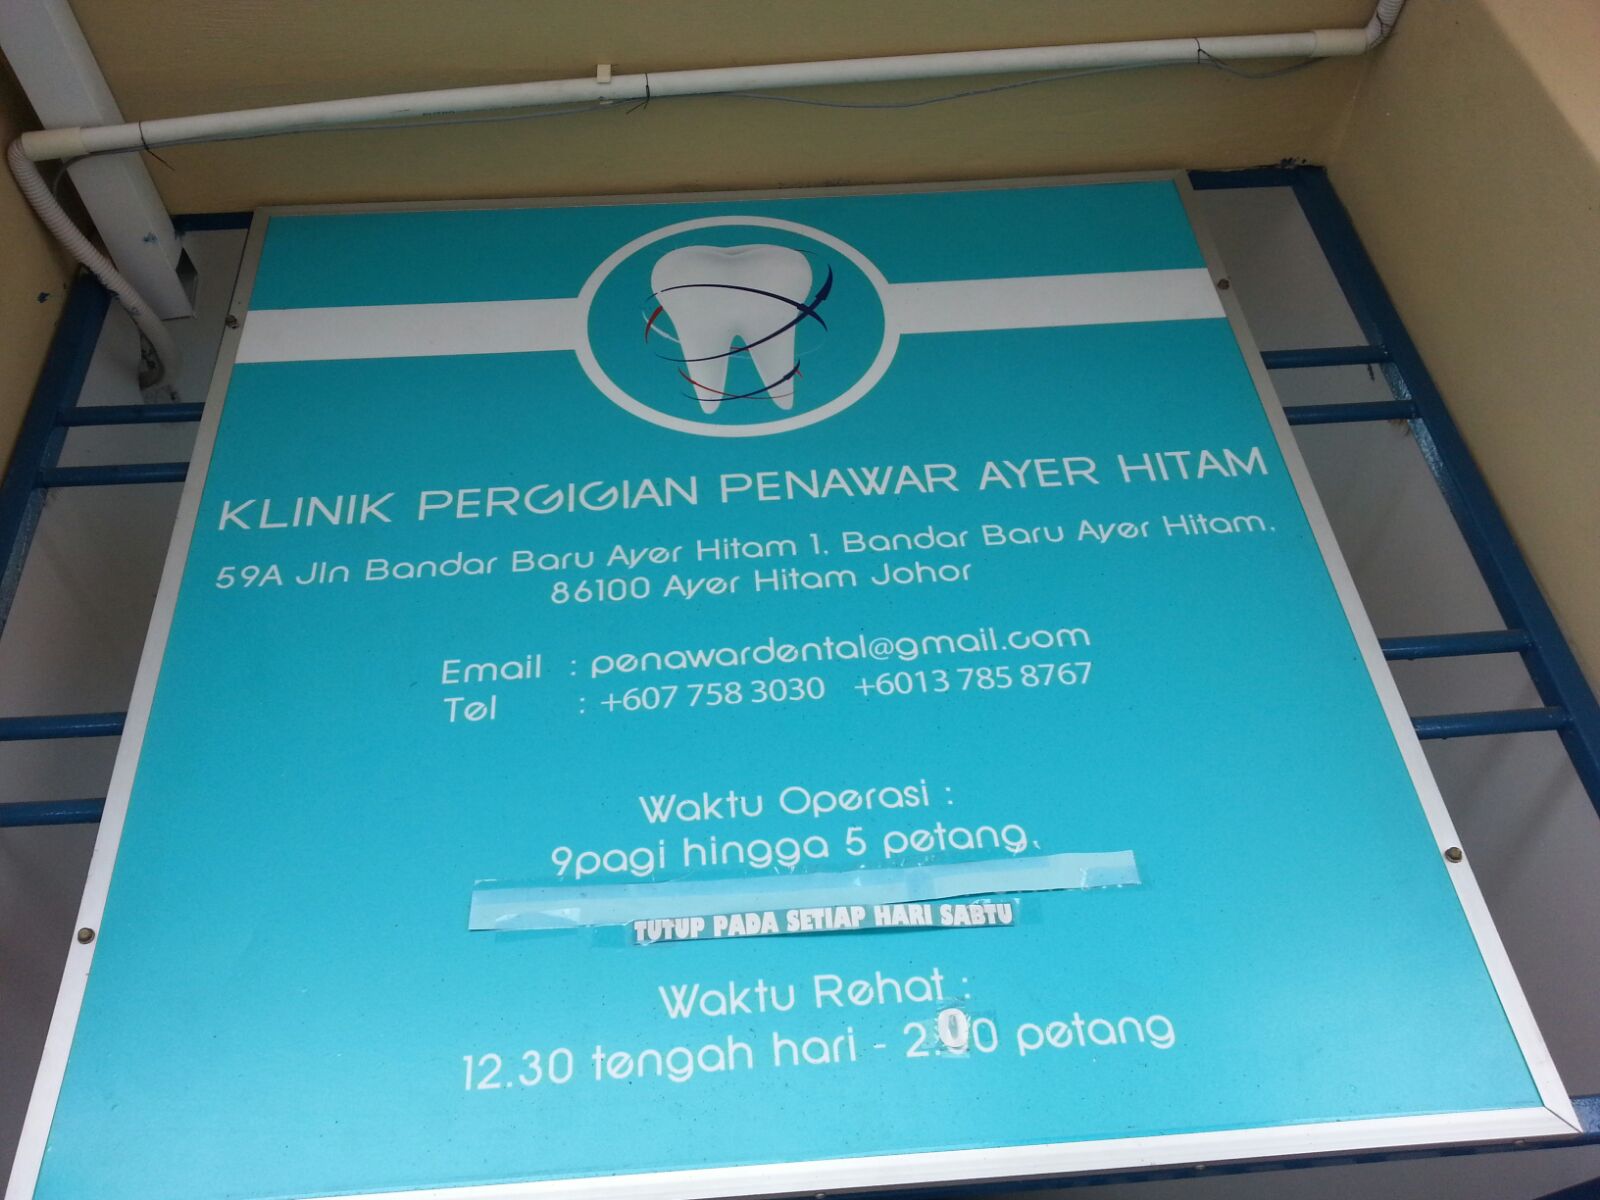 KLINIK PERGIGIAN PENAWAR AYER HITAM
59A Jln Bandar Baru Ayer Hitam 1, Bandar Baru Ayer Hitam,
86100 Ayer Hitam Johor
Email : penawardental@gmail.com
Tel : +607 758 3030 +6013 785 8767
Waktu Operasi :
9pagi hingga 5 petang,
TUTUP PADA SETIAP HARI SABTU
Waktu Rehat :
12.30 tengah hari - 2.00 petang